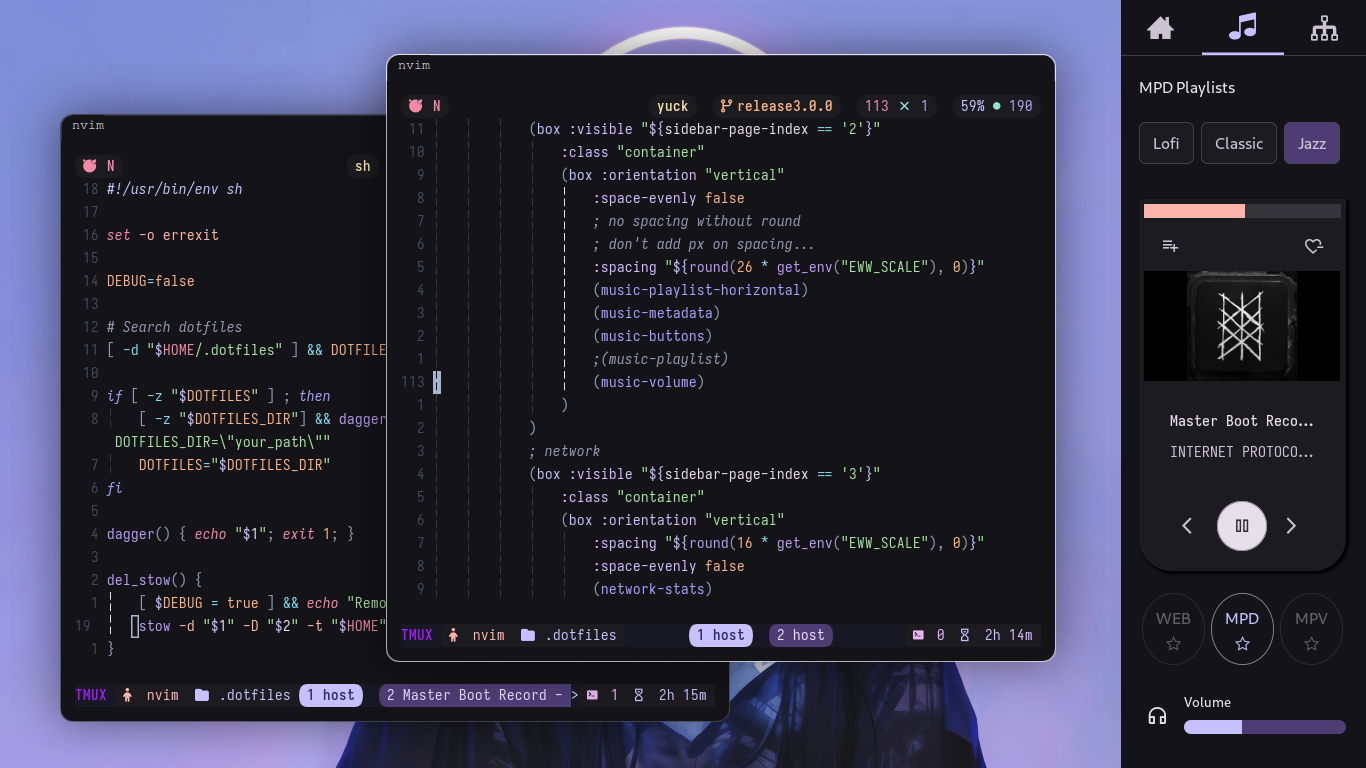 nvim
N
sh
18 #!/usr/bin/env sh
17
16 set -o errexit
15
14 DEBUG=false
13
12 # Search dotfiles
11 [ -d "$HOME/.dotfiles" ] && DOTFILE
10
9 if [ -z "$DOTFILES" ] ; then
8 [ -z "$DOTFILES_DIR"] && dagger
DOTFILES_DIR=\"your_path\""
7 DOTFILES="$DOTFILES_DIR"
6 fi
5
4 dagger() { echo "$1"; exit 1; }
3
2 del_stow() {
1 [ $DEBUG = true ] && echo "Remo
19 stow -d "$1" -D "$2" -t "$HOME"
1 }
TMUX nvim .dotfiles 1 host 2 Master Boot Record - > 1 2h 15m
nvim
N yuck release3.0.0 113 × 1 59% ● 190
11 (box :visible "${sidebar-page-index == '2'}"
10 :class "container"
9 (box :orientation "vertical"
8 :space-evenly false
7 ; no spacing without round
6 ; don't add px on spacing...
5 :spacing "${round(26 * get_env("EWW_SCALE"), 0)}"
4 (music-playlist-horizontal)
3 (music-metadata)
2 (music-buttons)
1 ;(music-playlist)
113 (music-volume)
1 )
2 )
3 ; network
4 (box :visible "${sidebar-page-index == '3'}"
5 :class "container"
6 (box :orientation "vertical"
7 :spacing "${round(16 * get_env("EWW_SCALE"), 0)}"
8 :space-evenly false
9 (network-stats)
TMUX nvim .dotfiles 1 host 2 host 0 2h 14m
MPD Playlists
Lofi Classic Jazz
Master Boot Reco...
INTERNET PROTOCO...
WEB MPD MPV
Volume